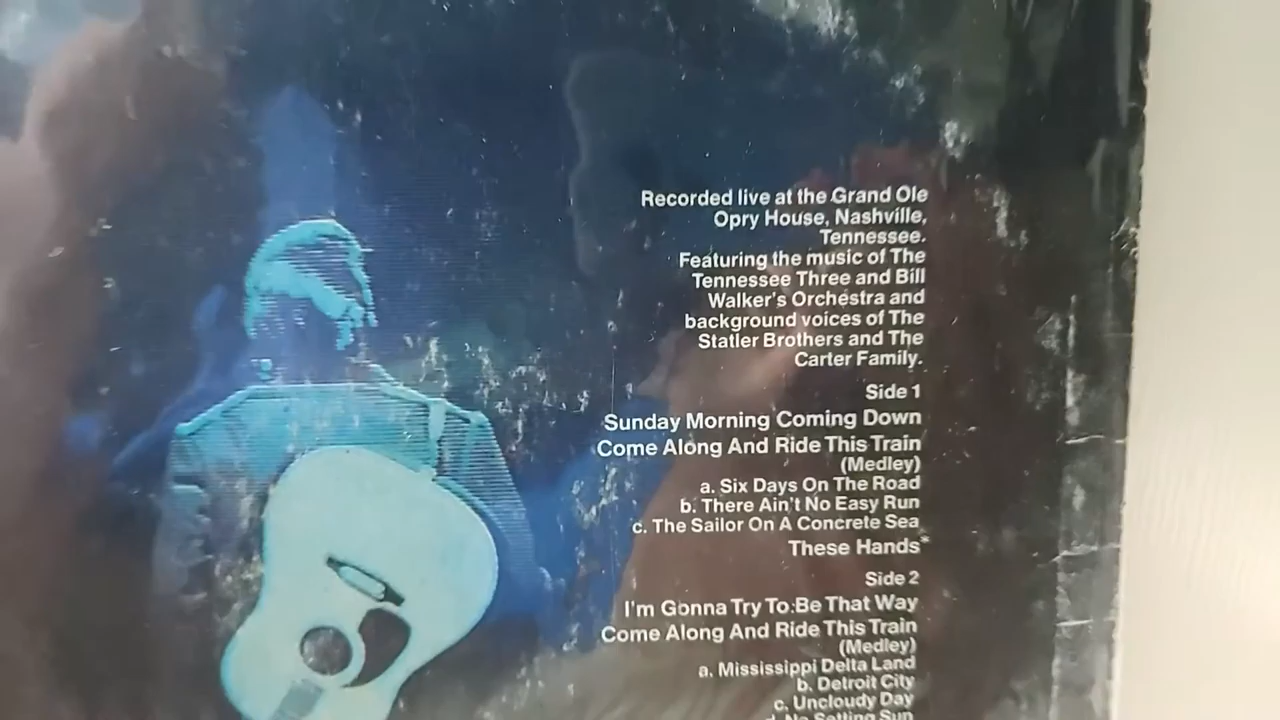 Recorded live at the Grand Ole
Opry House, Nashville,
Tennessee.
Featuring the music of The
Tennessee Three and Bill
Walker's Orchestra and
background voices of The
Statler Brothers and The
Carter Family.
Side 1
Sunday Morning Coming Down
Come Along And Ride This Train
(Medley)
a. Six Days On The Road
b. There Ain't No Easy Run
c. The Sailor On A Concrete Sea
These Hands*
Side 2
I'm Gonna Try To Be That Way
Come Along And Ride This Train
(Medley)
a. Mississippi Delta Land
b. Detroit City
c. Uncloudy Day
d. No Setting Sun